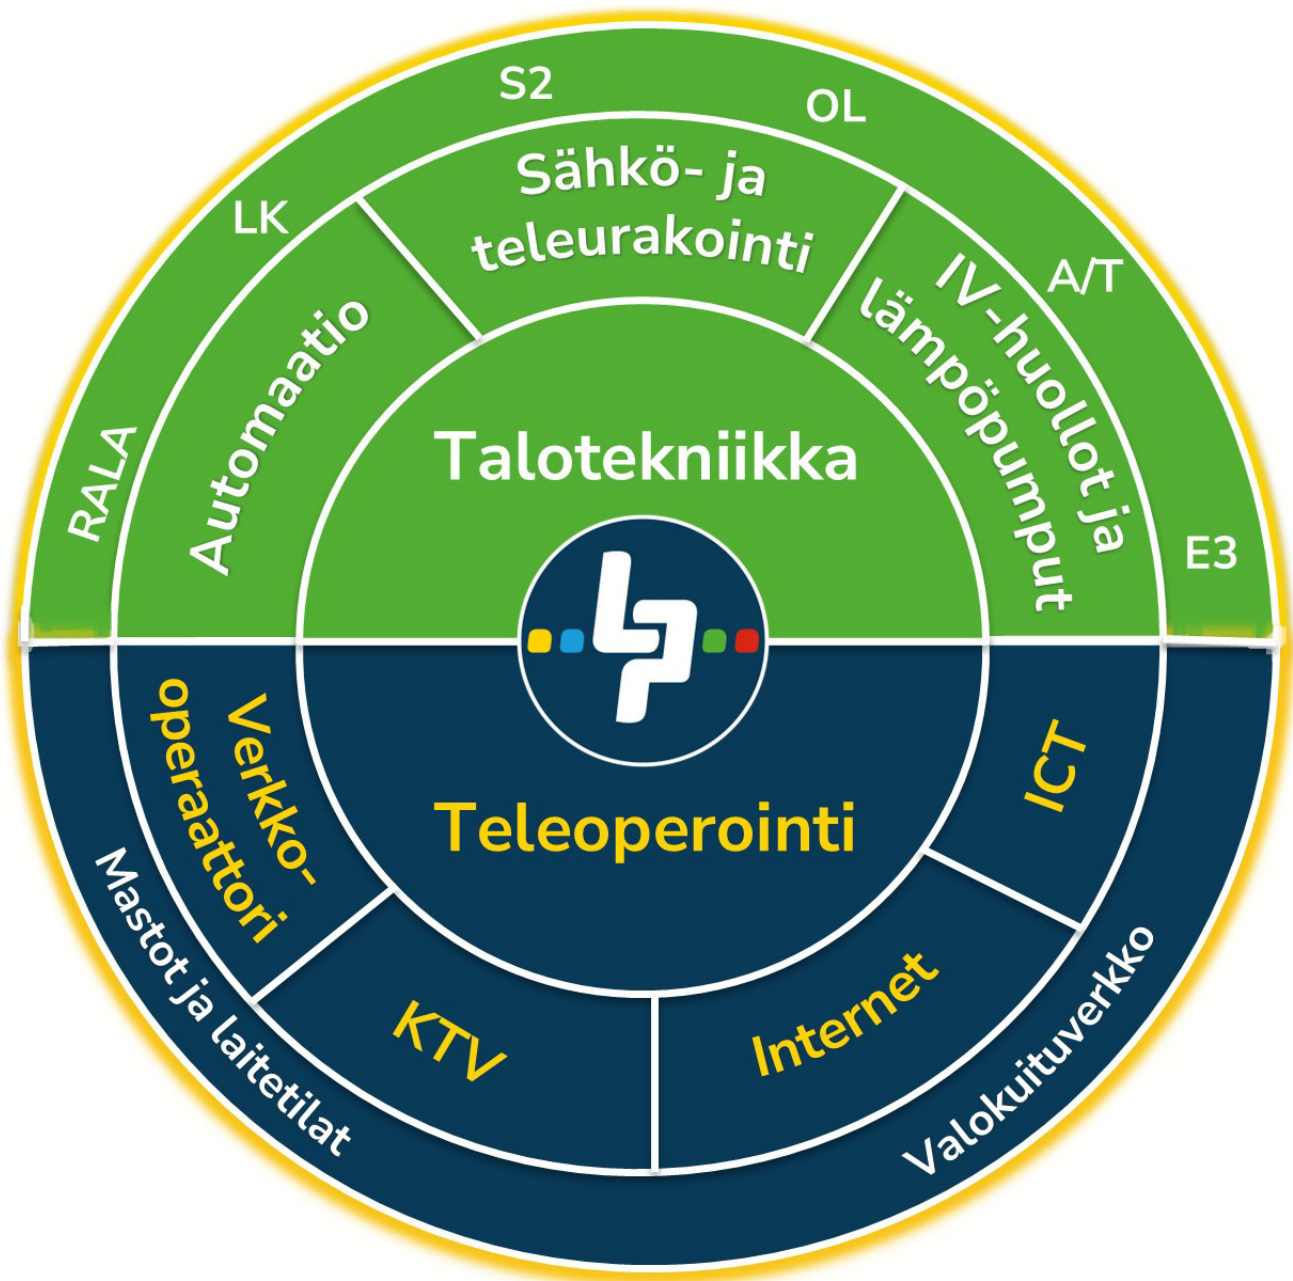 S2
OL
LK
A/T
RALA
E3
Sähkö- ja
teleurakointi
Automaatio
IV-huollot ja
lämpöpumput
Talotekniikka
LP
Teleoperointi
Verkko-
operaattori
KTV
Internet
ICT
Mastot ja laitetilat
Valokuituverkko